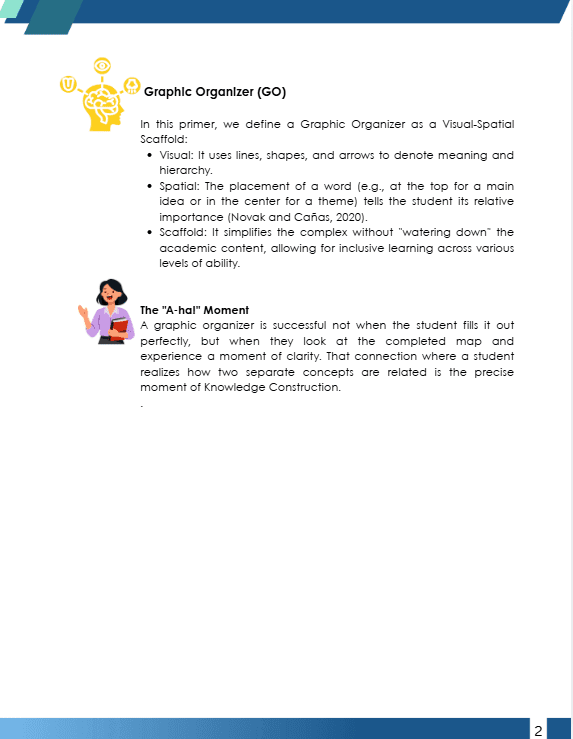 Graphic Organizer (GO)
In this primer, we define a Graphic Organizer as a Visual-Spatial
Scaffold:
• Visual: It uses lines, shapes, and arrows to denote meaning and
hierarchy.
• Spatial: The placement of a word (e.g., at the top for a main
idea or in the center for a theme) tells the student its relative
importance (Novak and Cañas, 2020).
• Scaffold: It simplifies the complex without "watering down" the
academic content, allowing for inclusive learning across various
levels of ability.
The "A-ha!" Moment
A graphic organizer is successful not when the student fills it out
perfectly, but when they look at the completed map and
experience a moment of clarity. That connection where a student
realizes how two separate concepts are related is the precise
moment of Knowledge Construction.
.
2